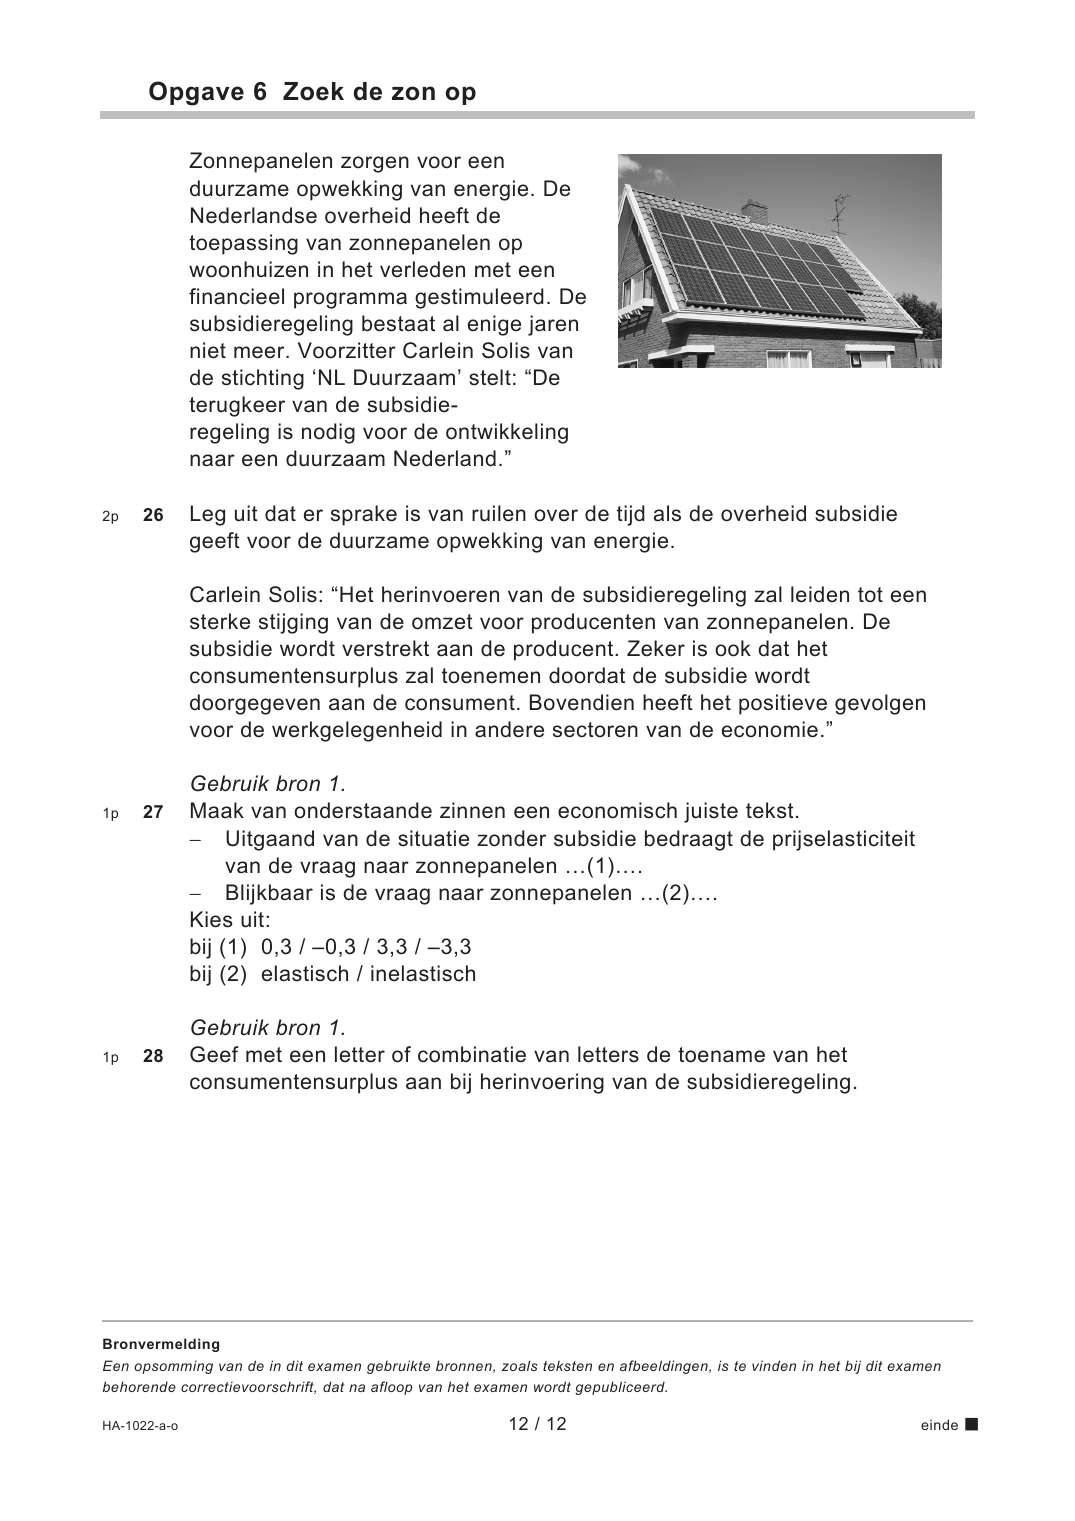 Opgave 6  Zoek de zon op
Zonnepanelen zorgen voor een
duurzame opwekking van energie. De
Nederlandse overheid heeft de
toepassing van zonnepanelen op
woonhuizen in het verleden met een
financieel programma gestimuleerd. De
subsidieregeling bestaat al enige jaren
niet meer. Voorzitter Carlein Solis van
de stichting ‘NL Duurzaam’ stelt: “De
terugkeer van de subsidie-
regeling is nodig voor de ontwikkeling
naar een duurzaam Nederland.”
2p 26 Leg uit dat er sprake is van ruilen over de tijd als de overheid subsidie
geeft voor de duurzame opwekking van energie.
Carlein Solis: “Het herinvoeren van de subsidieregeling zal leiden tot een
sterke stijging van de omzet voor producenten van zonnepanelen. De
subsidie wordt verstrekt aan de producent. Zeker is ook dat het
consumentensurplus zal toenemen doordat de subsidie wordt
doorgegeven aan de consument. Bovendien heeft het positieve gevolgen
voor de werkgelegenheid in andere sectoren van de economie.”
Gebruik bron 1.
1p 27 Maak van onderstaande zinnen een economisch juiste tekst.
– Uitgaand van de situatie zonder subsidie bedraagt de prijselasticiteit
van de vraag naar zonnepanelen …(1)….
– Blijkbaar is de vraag naar zonnepanelen …(2)….
Kies uit:
bij (1) 0,3 / –0,3 / 3,3 / –3,3
bij (2) elastisch / inelastisch
Gebruik bron 1.
1p 28 Geef met een letter of combinatie van letters de toename van het
consumentensurplus aan bij herinvoering van de subsidieregeling.
Bronvermelding
Een opsomming van de in dit examen gebruikte bronnen, zoals teksten en afbeeldingen, is te vinden in het bij dit examen
behorende correctievoorschrift, dat na afloop van het examen wordt gepubliceerd.
HA-1022-a-o 12 / 12 einde ■